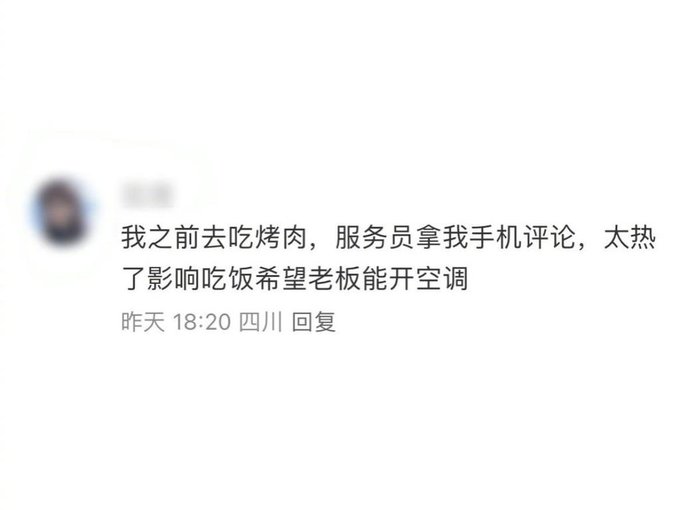 我之前去吃烤肉，服务员拿我手机评论，太热
了影响吃饭希望老板能开空调
昨天 18:20 四川 回复